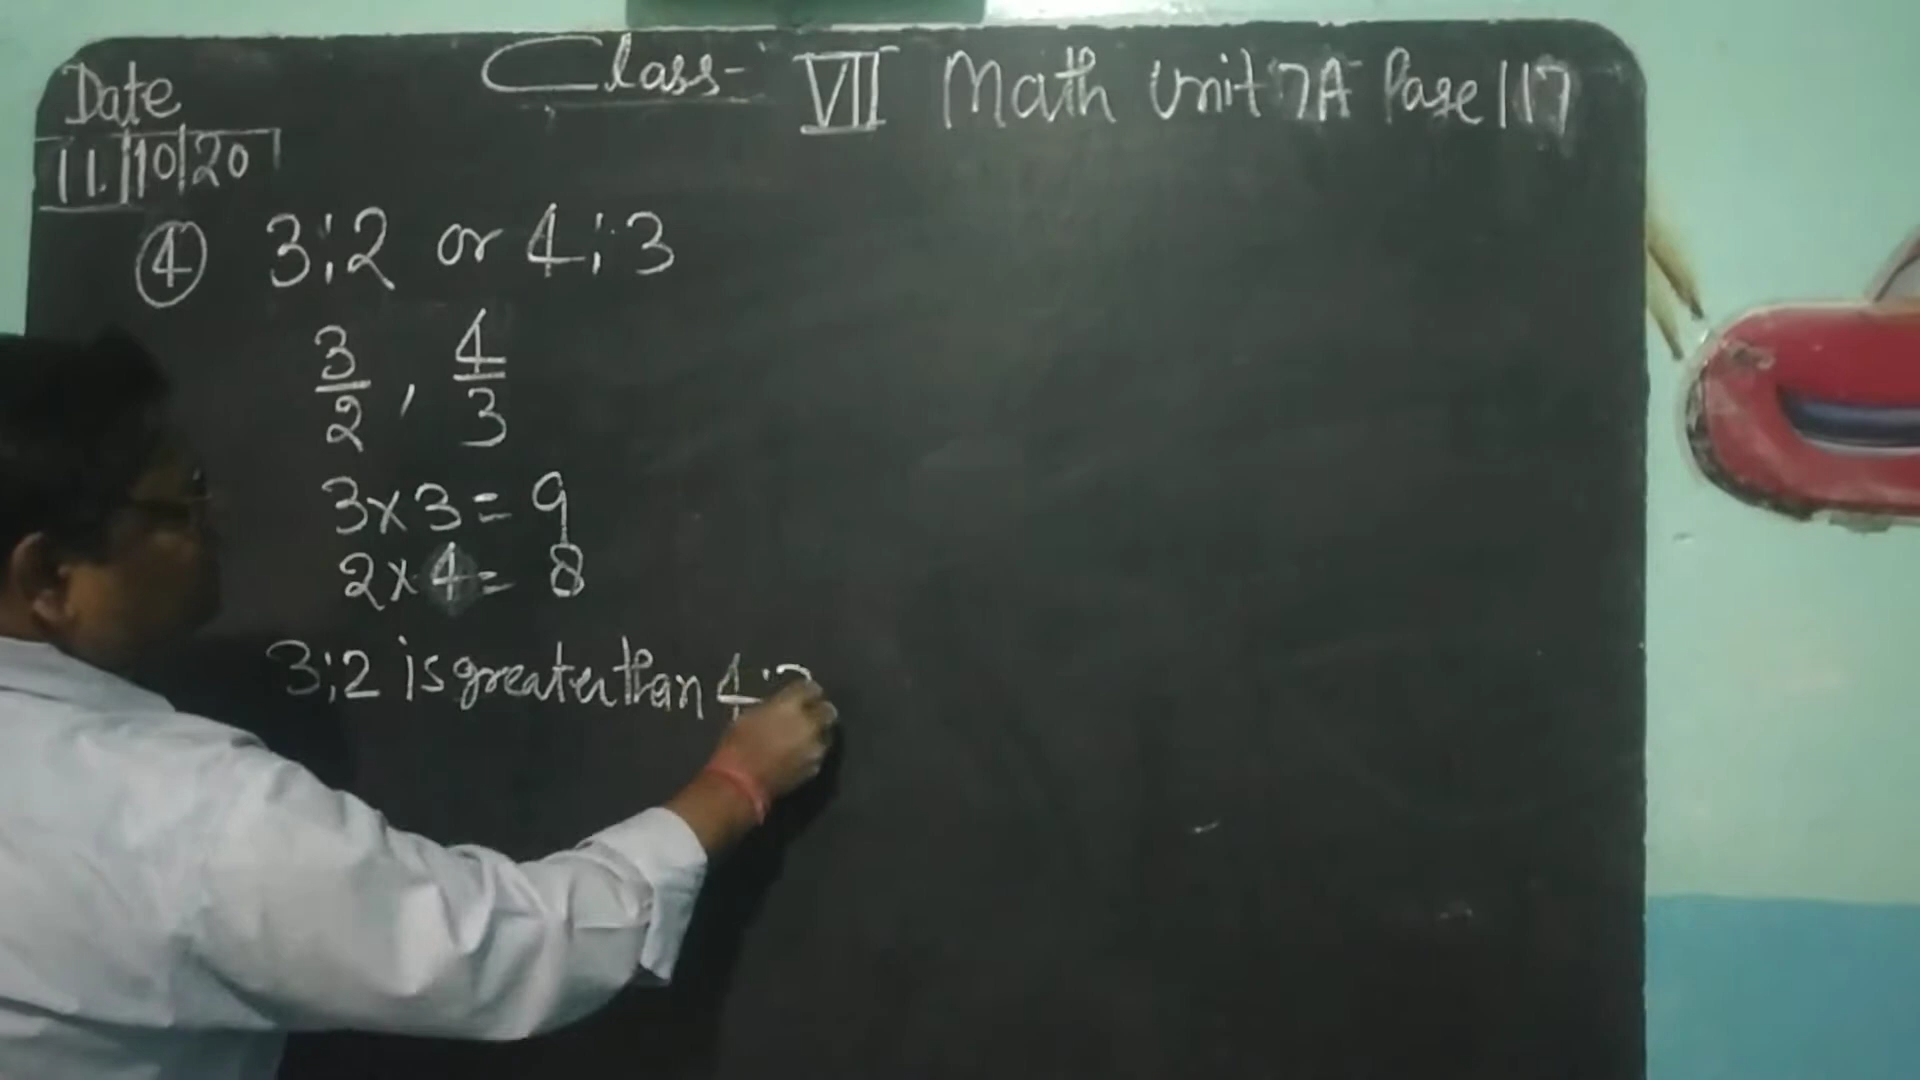 Class- VII Math Unit 7A Page 117
Date
11/10/20
④ 3:2 or 4:3
3/2, 4/3
3×3=9
2×4=8
3:2 is greater than 4: